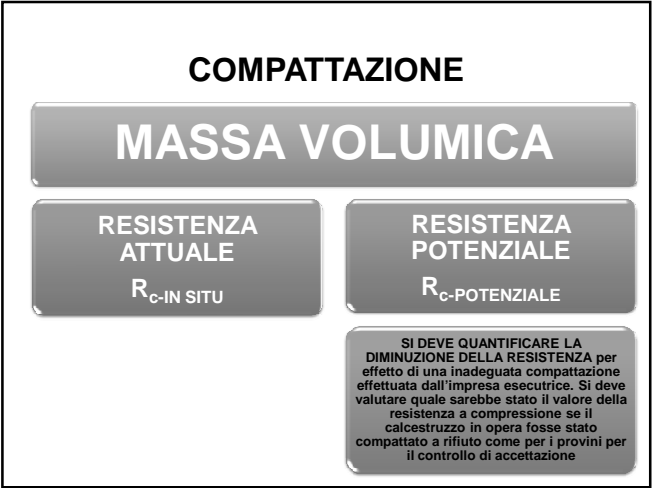 COMPATTAZIONE
MASSA VOLUMICA
RESISTENZA
ATTUALE
Rc-IN SITU
RESISTENZA
POTENZIALE
Rc-POTENZIALE
SI DEVE QUANTIFICARE LA
DIMINUZIONE DELLA RESISTENZA per
effetto di una inadeguata compattazione
effettuata dall'impresa esecutrice. Si deve
valutare quale sarebbe stato il valore della
resistenza a compressione se il
calcestruzzo in opera fosse stato
compattato a rifiuto come per i provini per
il controllo di accettazione